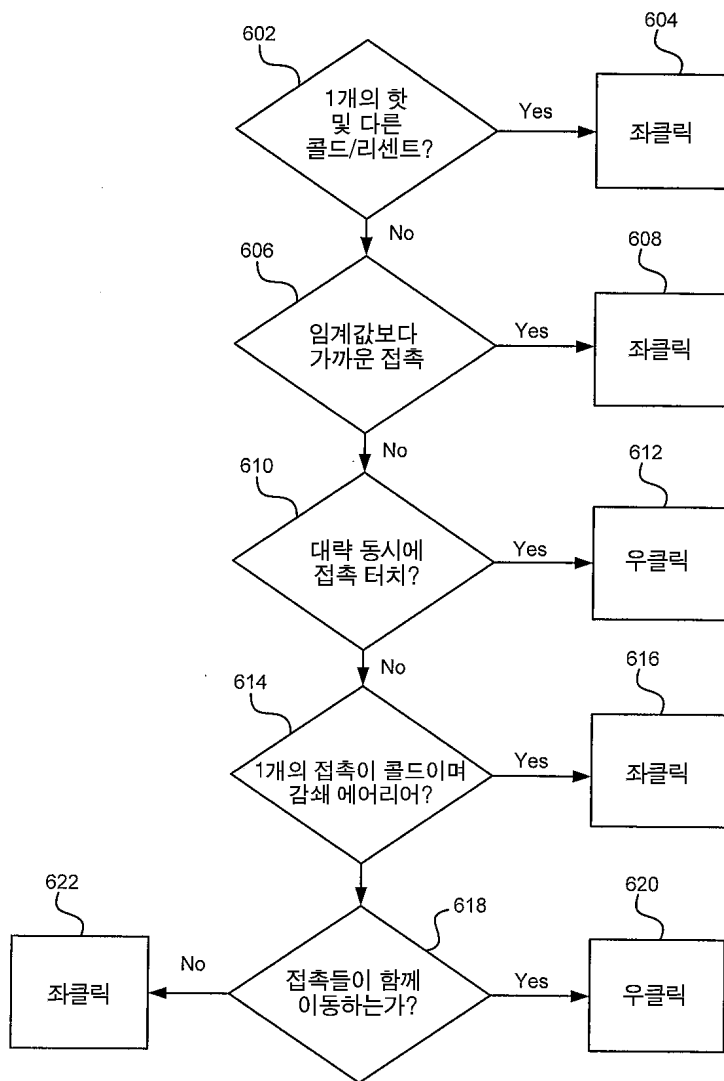 602
1개의 핫
및 다른
콜드/리센트?
Yes
604
좌클릭
No
606
임계값보다
가까운 접촉
Yes
608
좌클릭
No
610
대략 동시에
접촉 터치?
Yes
612
우클릭
No
614
1개의 접촉이 콜드이며
감쇄 에어리어?
Yes
616
좌클릭
618
접촉들이 함께
이동하는가?
Yes
620
우클릭
No
622
좌클릭